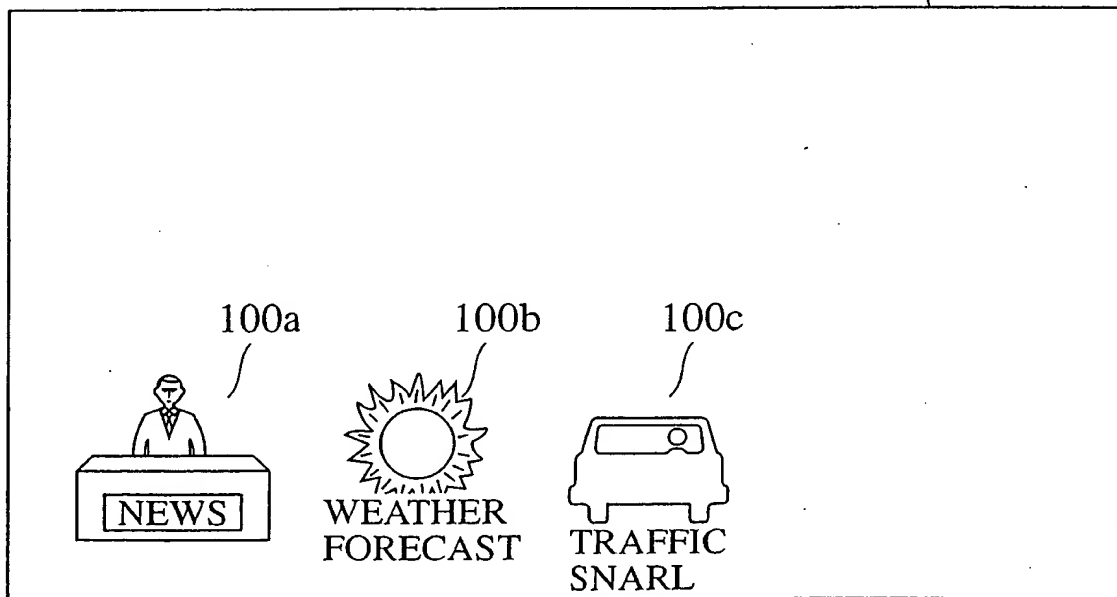 100a
100b
100c
NEWS
WEATHER
FORECAST
TRAFFIC
SNARL